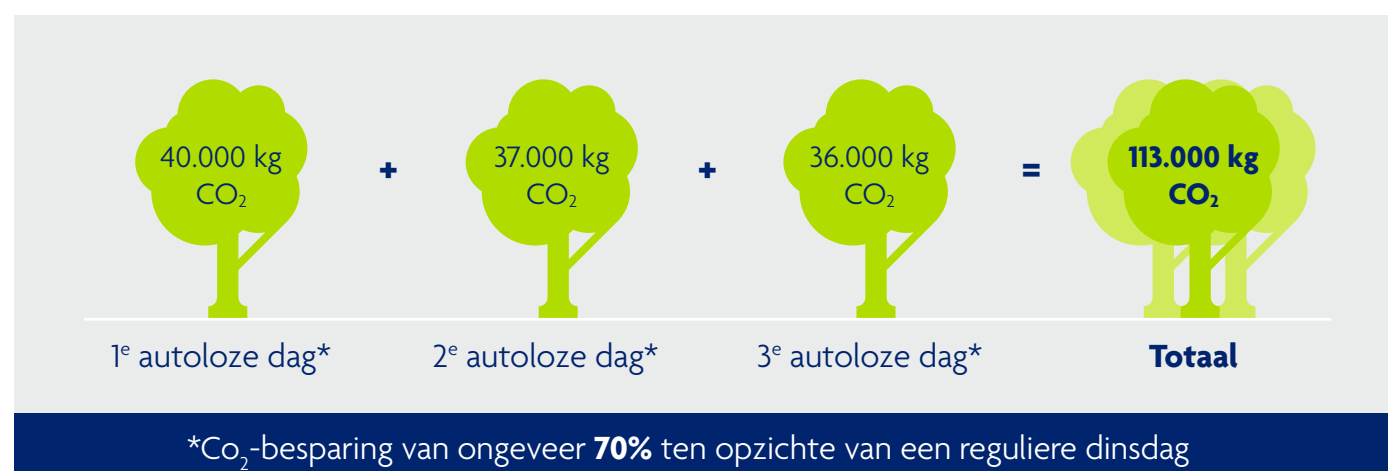 40.000 kg
CO₂
+
37.000 kg
CO₂
+
36.000 kg
CO₂
=
113.000 kg
CO₂
1ᵉ autoloze dag*
2ᵉ autoloze dag*
3ᵉ autoloze dag*
Totaal
*Co₂-besparing van ongeveer 70% ten opzichte van een reguliere dinsdag